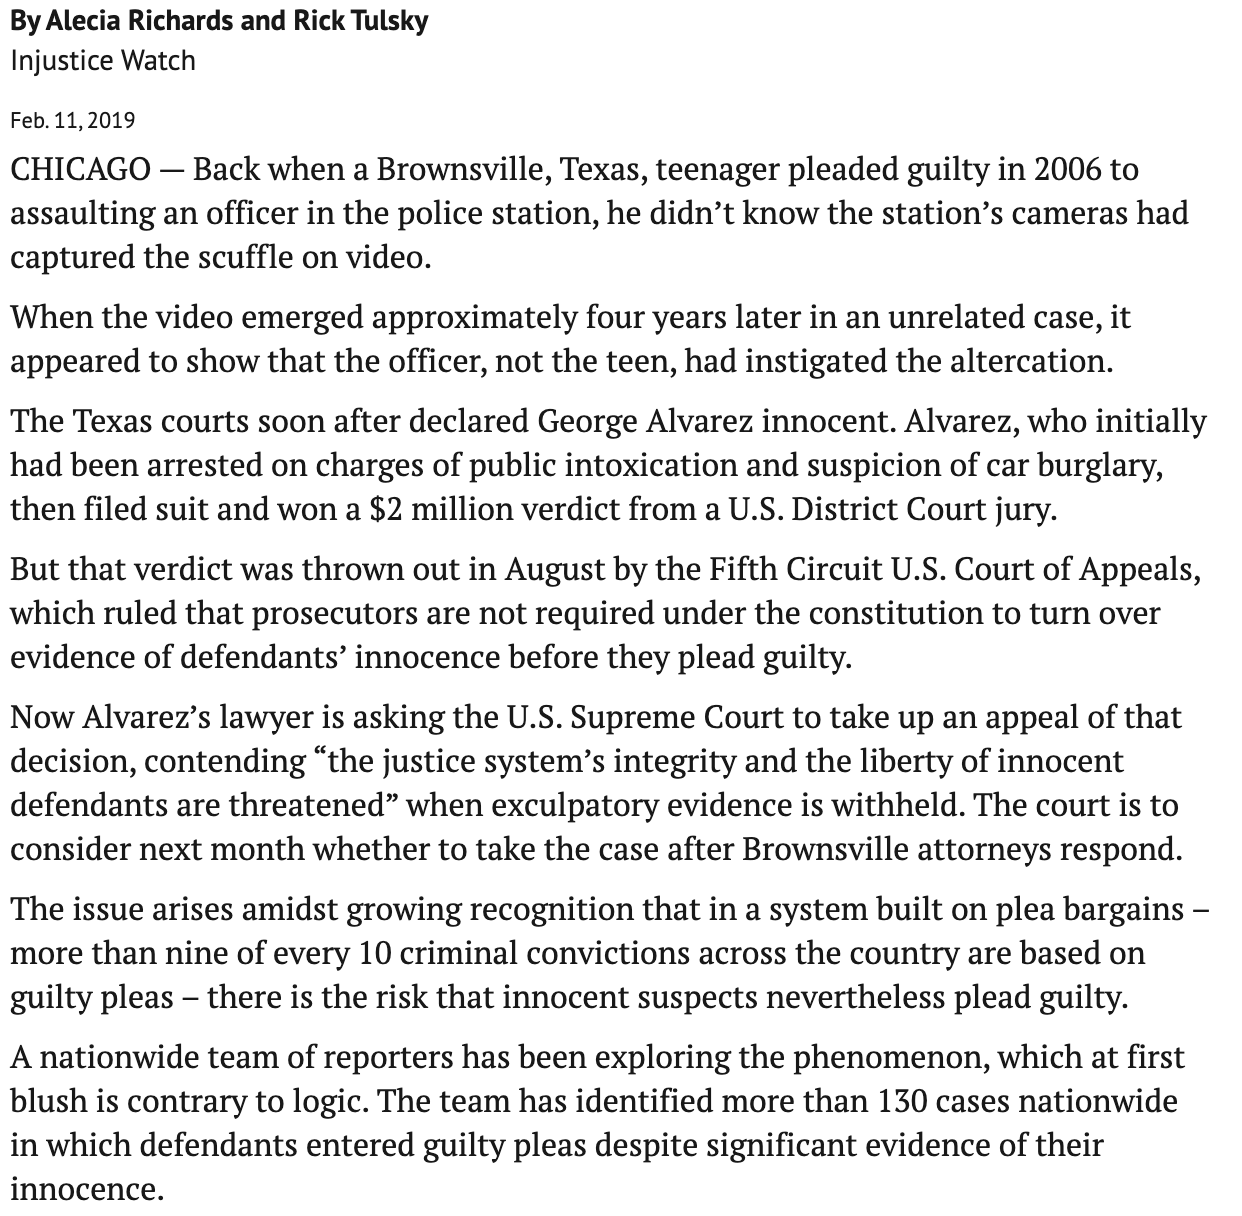 By Alecia Richards and Rick Tulsky
Injustice Watch
Feb. 11, 2019
CHICAGO — Back when a Brownsville, Texas, teenager pleaded guilty in 2006 to
assaulting an officer in the police station, he didn’t know the station’s cameras had
captured the scuffle on video.
When the video emerged approximately four years later in an unrelated case, it
appeared to show that the officer, not the teen, had instigated the altercation.
The Texas courts soon after declared George Alvarez innocent. Alvarez, who initially
had been arrested on charges of public intoxication and suspicion of car burglary,
then filed suit and won a $2 million verdict from a U.S. District Court jury.
But that verdict was thrown out in August by the Fifth Circuit U.S. Court of Appeals,
which ruled that prosecutors are not required under the constitution to turn over
evidence of defendants’ innocence before they plead guilty.
Now Alvarez’s lawyer is asking the U.S. Supreme Court to take up an appeal of that
decision, contending “the justice system’s integrity and the liberty of innocent
defendants are threatened” when exculpatory evidence is withheld. The court is to
consider next month whether to take the case after Brownsville attorneys respond.
The issue arises amidst growing recognition that in a system built on plea bargains –
more than nine of every 10 criminal convictions across the country are based on
guilty pleas – there is the risk that innocent suspects nevertheless plead guilty.
A nationwide team of reporters has been exploring the phenomenon, which at first
blush is contrary to logic. The team has identified more than 130 cases nationwide
in which defendants entered guilty pleas despite significant evidence of their
innocence.